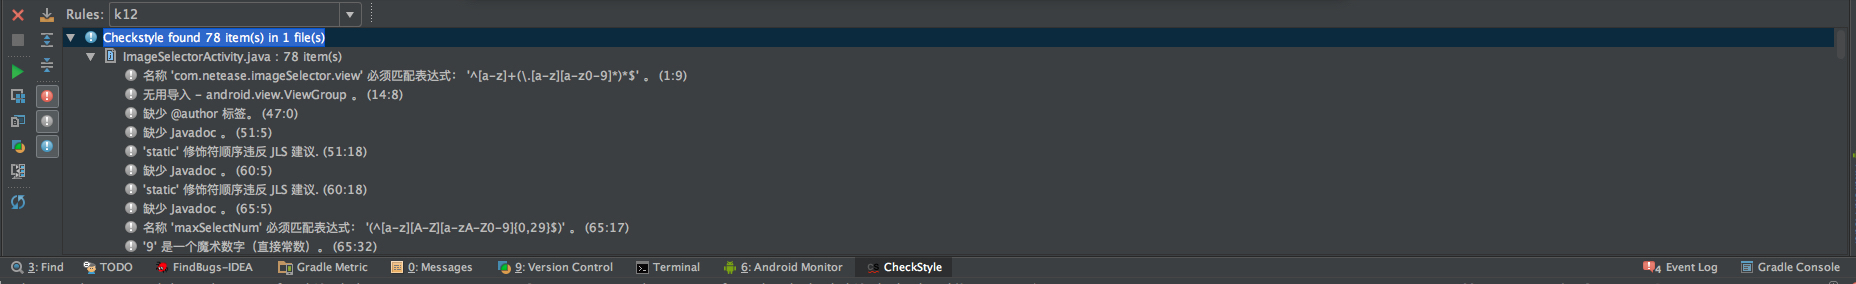 Rules: k12
Checkstyle found 78 item(s) in 1 file(s)
ImageSelectorActivity.java : 78 item(s)
名称 'com.netease.imageSelector.view' 必须匹配表达式： '^[a-z]+(\.[a-z][a-z0-9]*)*$' 。 (1:9)
无用导入 - android.view.ViewGroup 。 (14:8)
缺少 @author 标签。 (47:0)
缺少 Javadoc 。 (51:5)
'static' 修饰符顺序违反 JLS 建议. (51:18)
缺少 Javadoc 。 (60:5)
'static' 修饰符顺序违反 JLS 建议. (60:18)
缺少 Javadoc 。 (65:5)
名称 'maxSelectNum' 必须匹配表达式： '(^[a-z][A-Z][a-zA-Z0-9]{0,29}$)' 。 (65:17)
'9' 是一个魔术数字（直接常数）。 (65:32)
3: Find TODO FindBugs-IDEA Gradle Metric 0: Messages 9: Version Control Terminal 6: Android Monitor CheckStyle 4 Event Log Gradle Console